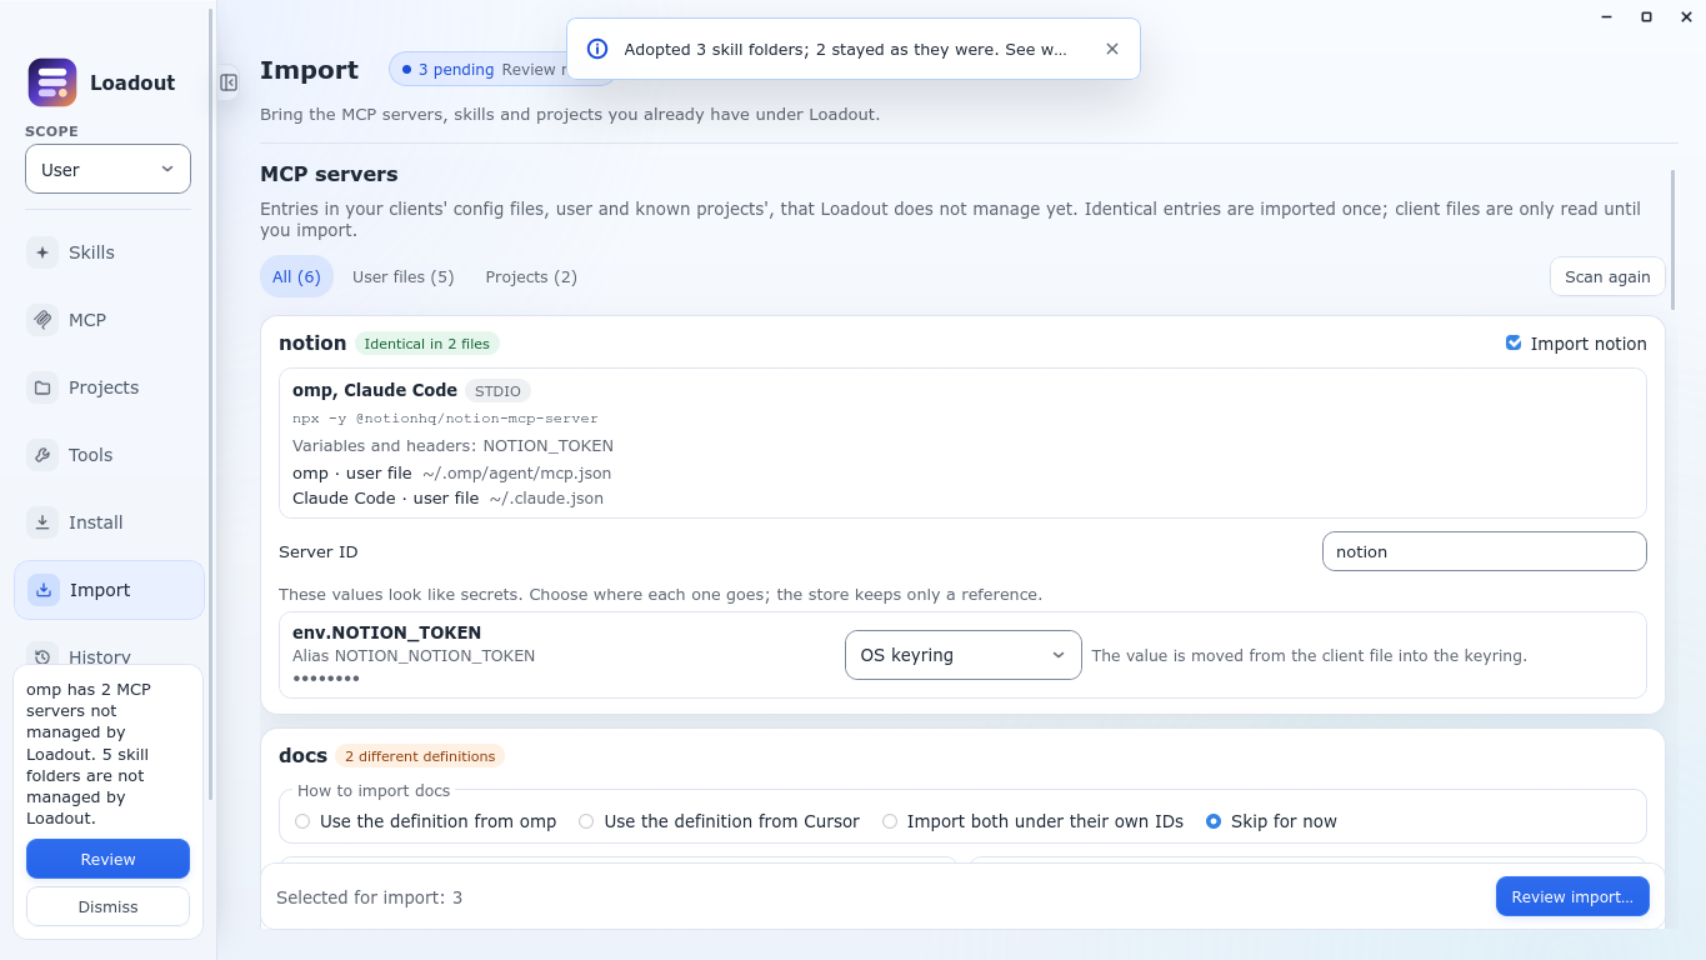 Loadout
SCOPE
User
Skills
MCP
Projects
Tools
Install
Import
History
omp has 2 MCP
servers not
managed by
Loadout. 5 skill
folders are not
managed by
Loadout.
Review
Dismiss
Adopted 3 skill folders; 2 stayed as they were. See w...
Import
3 pending Review
Bring the MCP servers, skills and projects you already have under Loadout.
MCP servers
Entries in your clients' config files, user and known projects', that Loadout does not manage yet. Identical entries are imported once; client files are only read until
you import.
All (6)
User files (5)
Projects (2)
Scan again
notion
Identical in 2 files
Import notion
omp, Claude Code
STDIO
npx -y @notionhq/notion-mcp-server
Variables and headers: NOTION_TOKEN
omp · user file ~/.omp/agent/mcp.json
Claude Code · user file ~/.claude.json
Server ID
notion
These values look like secrets. Choose where each one goes; the store keeps only a reference.
env.NOTION_TOKEN
Alias NOTION_NOTION_TOKEN
••••••••
OS keyring
The value is moved from the client file into the keyring.
docs
2 different definitions
How to import docs
Use the definition from omp
Use the definition from Cursor
Import both under their own IDs
Skip for now
Selected for import: 3
Review import...